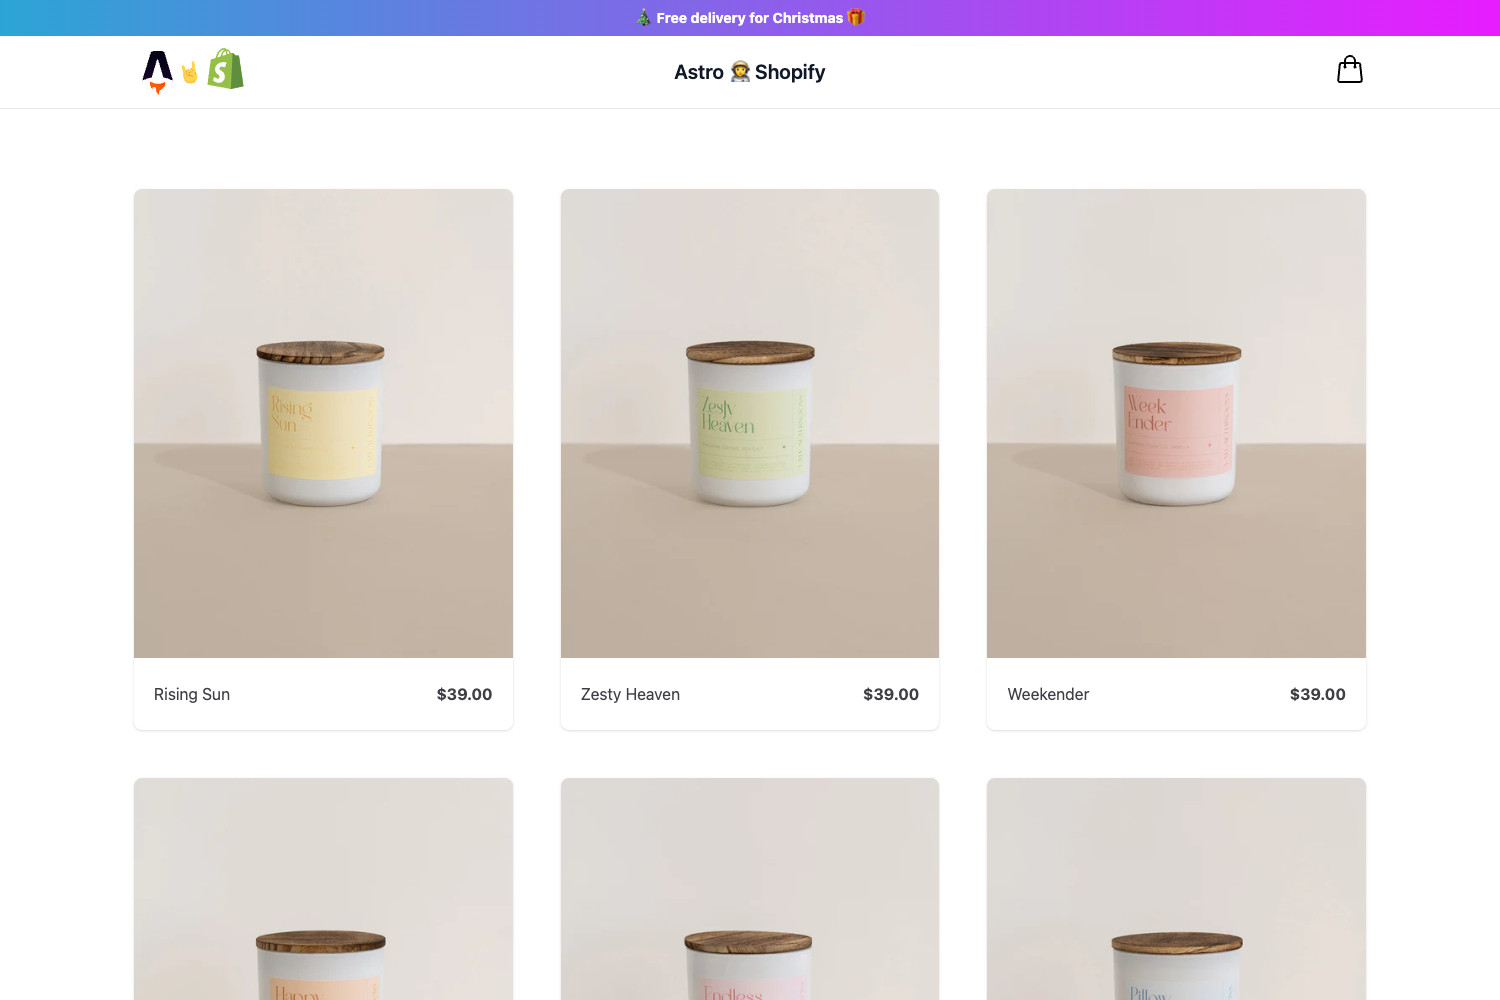 🎄 Free delivery for Christmas 🎁
Astro 👩‍🚀 Shopify
Rising
Sun
Zesty
Heaven
Week
Ender
Rising Sun
$39.00
Zesty Heaven
$39.00
Weekender
$39.00
Happy
Endless
Pillow